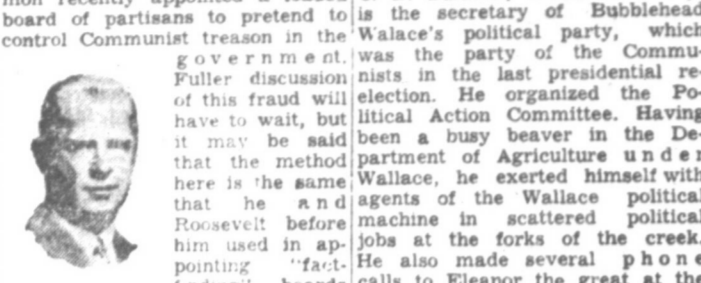 recently appointed a
board of partisans to pretend to
control Communist treason in the
government.
Fuller discussion
of this fraud will
have to wait, but
it may be said
that the method
here is the same
that he and
Roosevelt before
him used in ap-
pointing "fact-
is the secretary of Bubblehead
Walace's political party, which
was the party of the Commu-
nists in the last presidential re-
election. He organized the Po-
litical Action Committee. Having
been a busy beaver in the De-
partment of Agriculture under
Wallace, he exerted himself with
agents of the Wallace political
machine in scattered political
jobs at the forks of the creek.
He also made several phone
calls to Eleanor the great at the